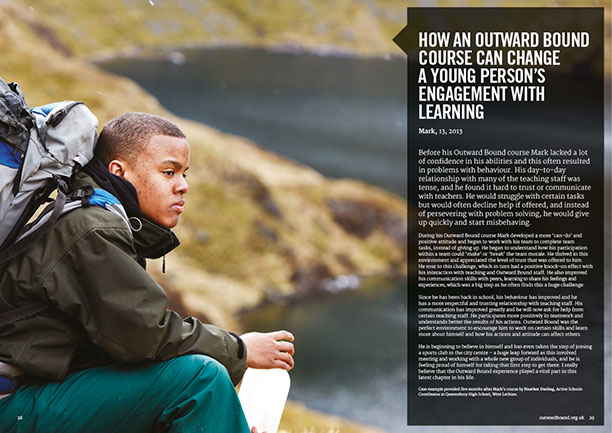 HOW AN OUTWARD BOUND
COURSE CAN CHANGE
A YOUNG PERSON'S
ENGAGEMENT WITH
LEARNING
Mark, 13, 2013
Before his Outward Bound course Mark lacked a lot
of confidence in his abilities and this often resulted
in problems with behaviour. His day-to-day
relationship with many of the teaching staff was
tense, and he found it hard to trust or communicate
with teachers. He would struggle with certain tasks
but would often decline help if offered, and instead
of persevering with problem solving, he would give
up quickly and start misbehaving.
During his Outward Bound course Mark developed a more "can-do" and
positive attitude and began to work with his team to complete team
tasks, instead of giving up. He began to understand how his participation
within a team could 'make' or 'break' the team morale. He thrived in this
environment and appreciated the level of trust that was offered to him.
He rose to this challenge, which in turn had a positive knock-on effect with
his interaction with teaching and Outward Bound staff. He also improved
his communication skills with peers, learning to share his feelings and
experiences, which was a big step as he often finds this a huge challenge.
Since he has been back in school, his behaviour has improved and he
has a more respectful and trusting relationship with teaching staff. His
communication has improved greatly and he will now ask for help from
certain teaching staff. He participates more positively in teamwork and
understands better the results of his actions. Outward Bound was the
perfect environment to encourage him to work on certain skills and learn
more about himself and how his actions and attitude can affect others.
He is beginning to believe in himself and has even taken the step of joining
a sports club in the city centre – a huge leap forward as this involved
meeting and working with a whole new group of individuals, and he is
feeling proud of himself for taking that first step to get there. I really
believe that the Outward Bound experience played a vital part in this
latest chapter in his life.
Case example provided five months after Mark's course by Heather Darling, Active Schools
Coordinator at Queensferry High School, West Lothian.
28
outwardbound.org.uk 29